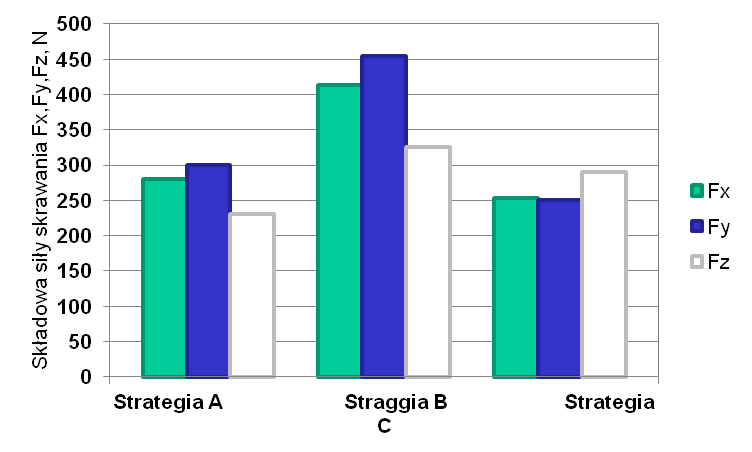 Składowa siły skrawania Fx,Fy,Fz, N
500
450
400
350
300
250
200
150
100
50
0
Strategia A Straggia B Strategia
C
Fx
Fy
Fz